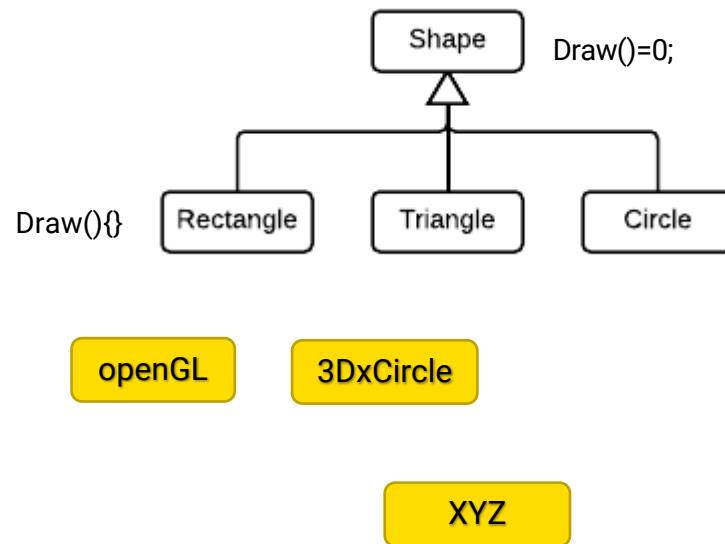 Shape
Draw()=0;
Draw(){}
Rectangle
Triangle
Circle
openGL
3DxCircle
XYZ